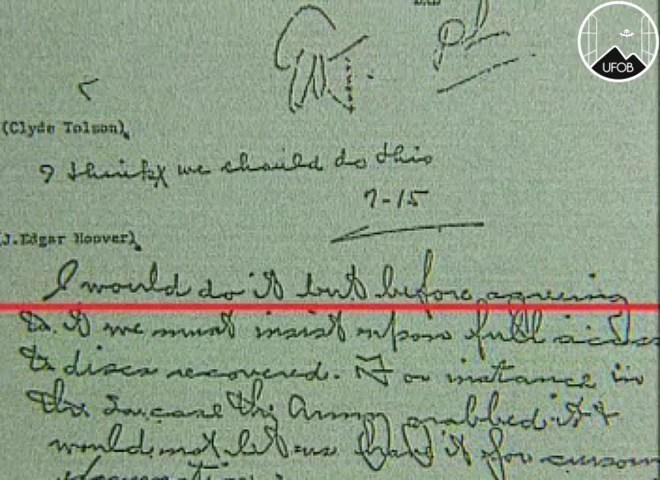 UFOB
(Clyde Tolson)
I think we should do this
7-15
(J.Edgar Hoover)
I would do it but before agreeing
to it we must insist upon full access
to discs recovered. For instance in
the case the Army grabbed it &
would not let us have it for cursory